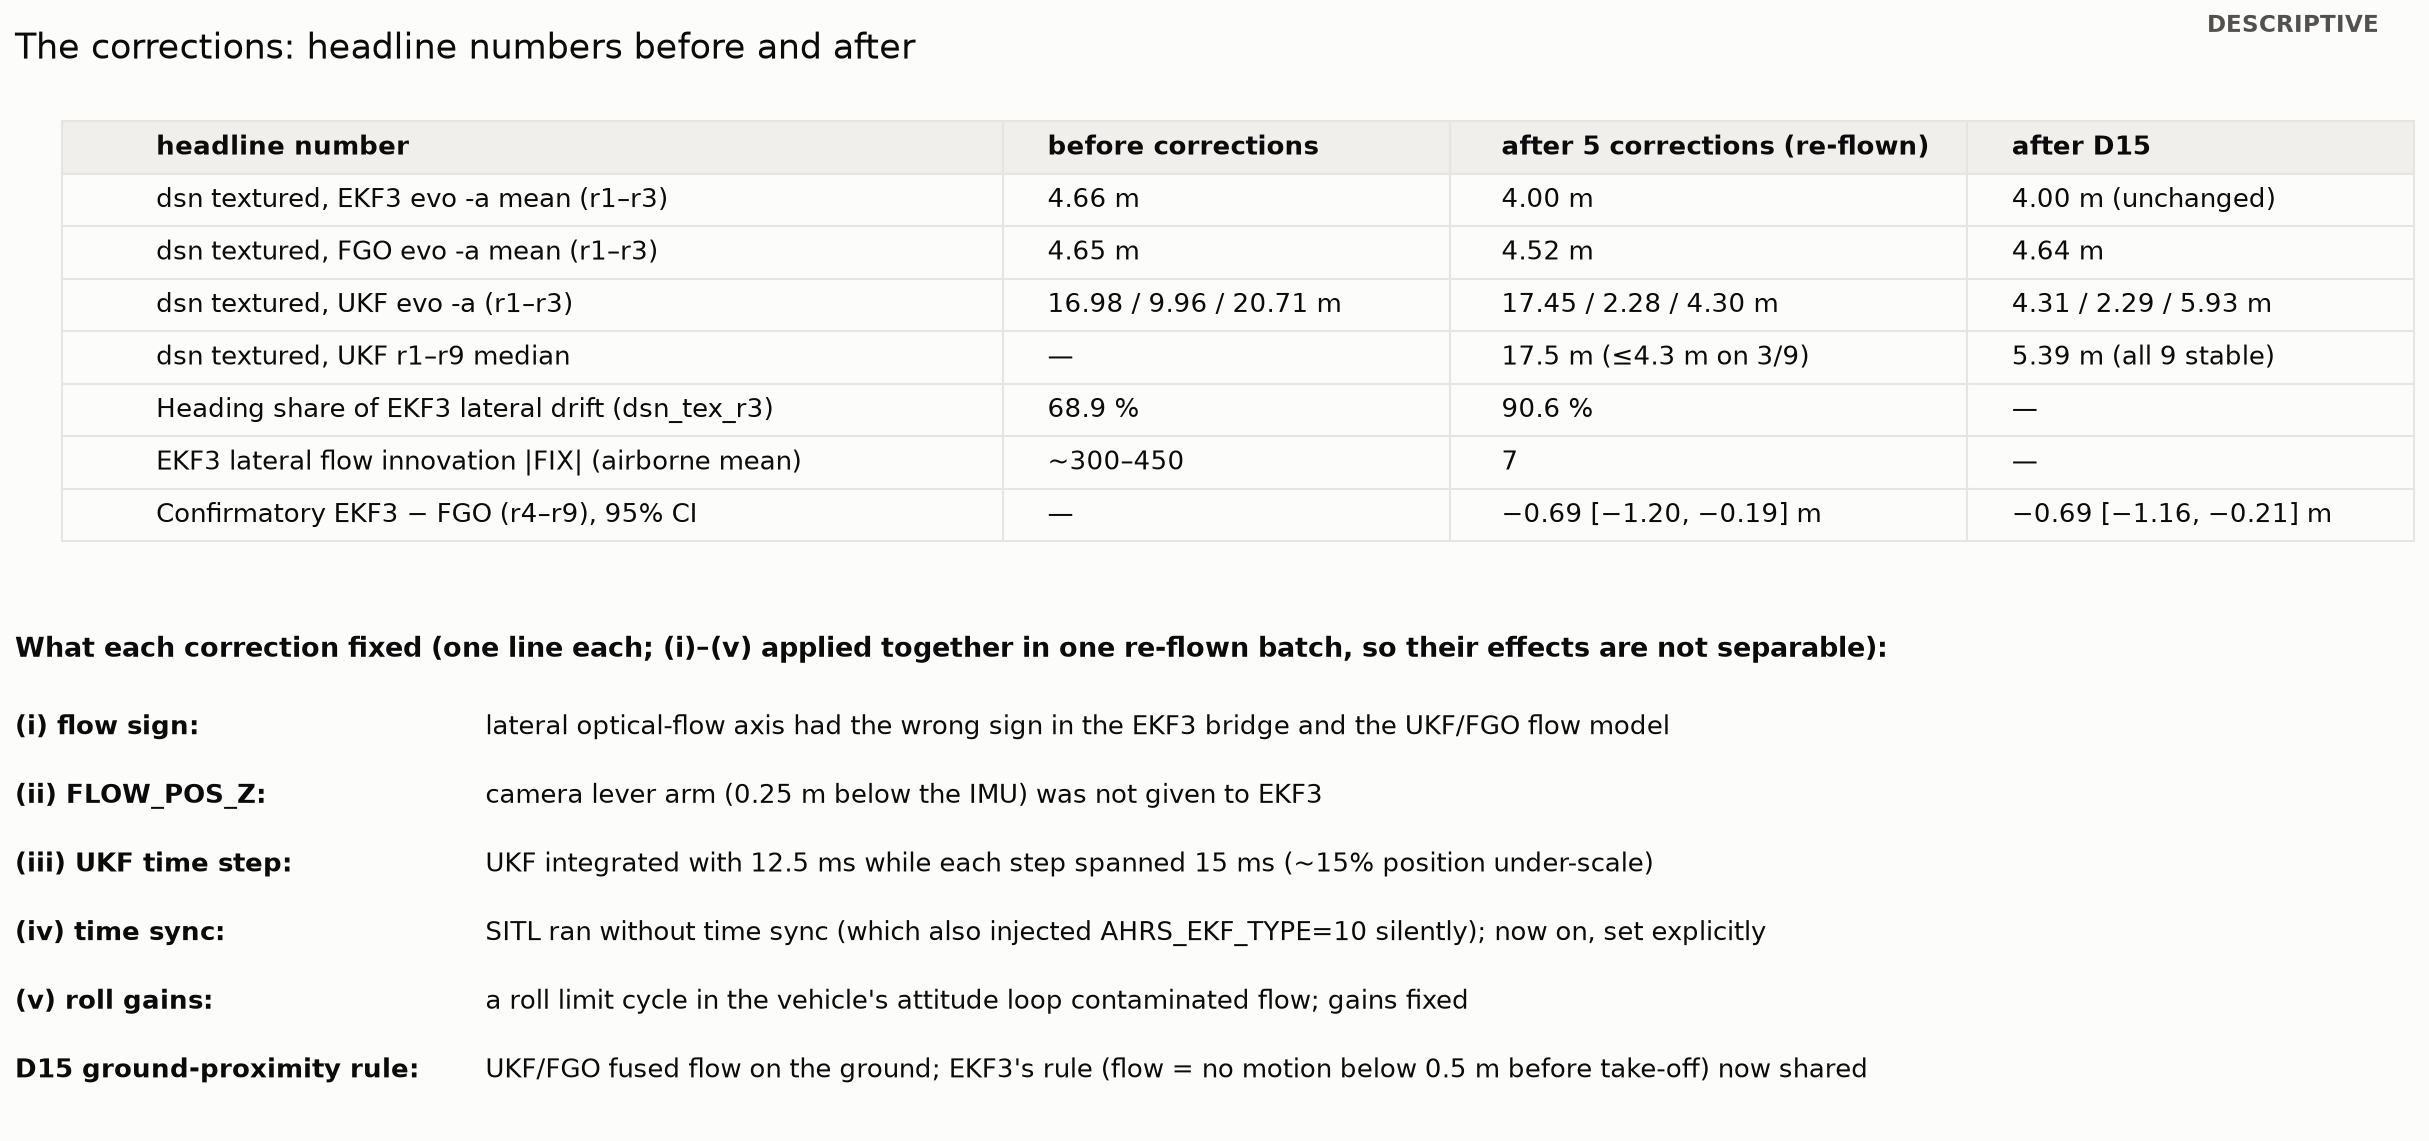 DESCRIPTIVE
The corrections: headline numbers before and after
headline number before corrections after 5 corrections (re-flown) after D15
dsn textured, EKF3 evo -a mean (r1–r3) 4.66 m 4.00 m 4.00 m (unchanged)
dsn textured, FGO evo -a mean (r1–r3) 4.65 m 4.52 m 4.64 m
dsn textured, UKF evo -a (r1–r3) 16.98 / 9.96 / 20.71 m 17.45 / 2.28 / 4.30 m 4.31 / 2.29 / 5.93 m
dsn textured, UKF r1–r9 median — 17.5 m (≤4.3 m on 3/9) 5.39 m (all 9 stable)
Heading share of EKF3 lateral drift (dsn_tex_r3) 68.9 % 90.6 % —
EKF3 lateral flow innovation |FIX| (airborne mean) ~300–450 7 —
Confirmatory EKF3 − FGO (r4–r9), 95% CI — −0.69 [−1.20, −0.19] m −0.69 [−1.16, −0.21] m
What each correction fixed (one line each; (i)–(v) applied together in one re-flown batch, so their effects are not separable):
(i) flow sign: lateral optical-flow axis had the wrong sign in the EKF3 bridge and the UKF/FGO flow model
(ii) FLOW_POS_Z: camera lever arm (0.25 m below the IMU) was not given to EKF3
(iii) UKF time step: UKF integrated with 12.5 ms while each step spanned 15 ms (~15% position under-scale)
(iv) time sync: SITL ran without time sync (which also injected AHRS_EKF_TYPE=10 silently); now on, set explicitly
(v) roll gains: a roll limit cycle in the vehicle's attitude loop contaminated flow; gains fixed
D15 ground-proximity rule: UKF/FGO fused flow on the ground; EKF3's rule (flow = no motion below 0.5 m before take-off) now shared